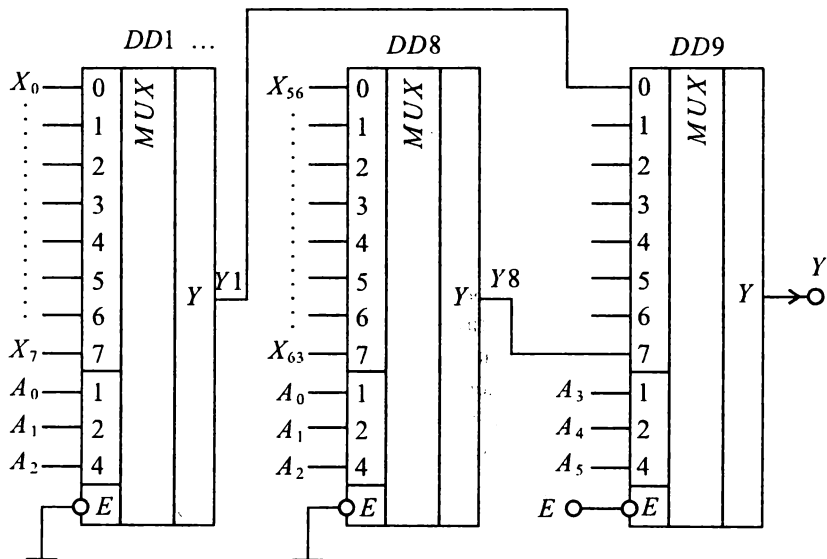 DD1 ...
DD8
DD9
X₀ 0 MUX
1
2
3
4
5
6
X₇ 7
A₀ 1
A₁ 2
A₂ 4
E
Y Y1
X₅₆ 0 MUX
1
2
3
4
5
6
X₆₃ 7
A₀ 1
A₁ 2
A₂ 4
E
Y Y8
0 MUX
1
2
3
4
5
6
7
A₃ 1
A₄ 2
A₅ 4
E E
Y Y